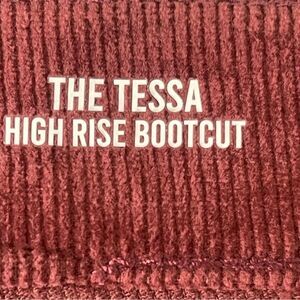 THE TESSA
HIGH RISE BOOTCUT